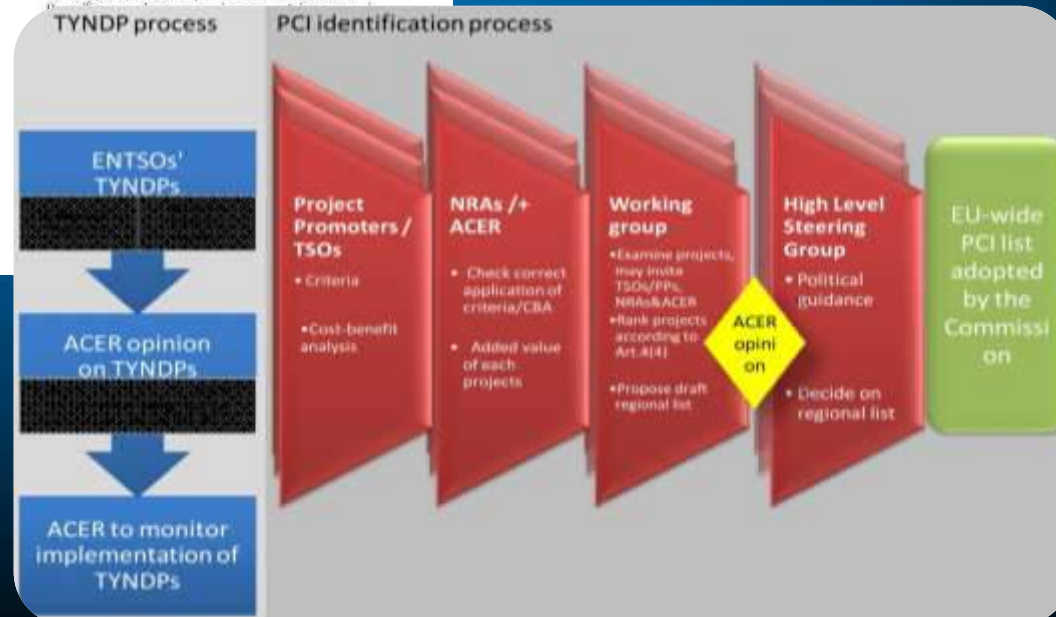 TYNDP process
PCI identification process
ENTSOs'
TYNDPs
ACER opinion
on TYNDPs
ACER to monitor
implementation of
TYNDPs
Project
Promoters /
TSOs
• Criteria
•Cost-benefit
analysis
NRAs /+
ACER
• Check correct
application of
criteria/CBA
• Added value
of each
projects
Working
group
•Examine projects,
may invite
TSOs/PPs,
NRAs&ACER
•Rank projects
according to
Art.4(4)
•Propose draft
regional list
ACER
opini
on
High Level
Steering
Group
• Political
guidance
• Decide on
regional list
EU-wide
PCI list
adopted
by the
Commissi
on